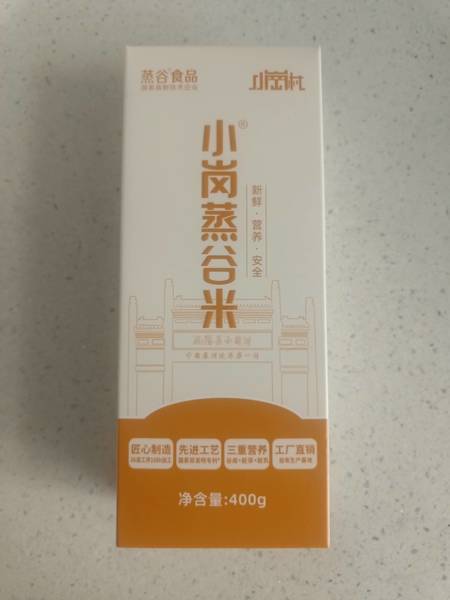 蒸谷®食品
小岗村
小岗蒸谷米®
新鲜·营养·安全
匠心制造
先进工艺
三重营养
工厂直销
净含量:400g